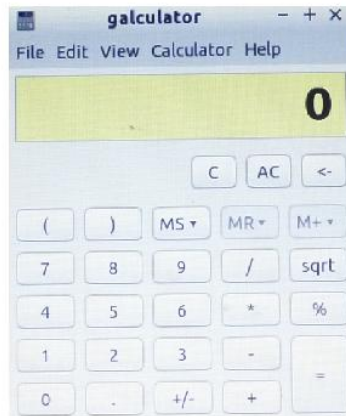 galculator - + ×
File Edit View Calculator Help
0
C AC <-
( ) MS ▾ MR ▾ M+ ▾
7 8 9 / sqrt
4 5 6 * %
1 2 3 -
=
0 . +/- +